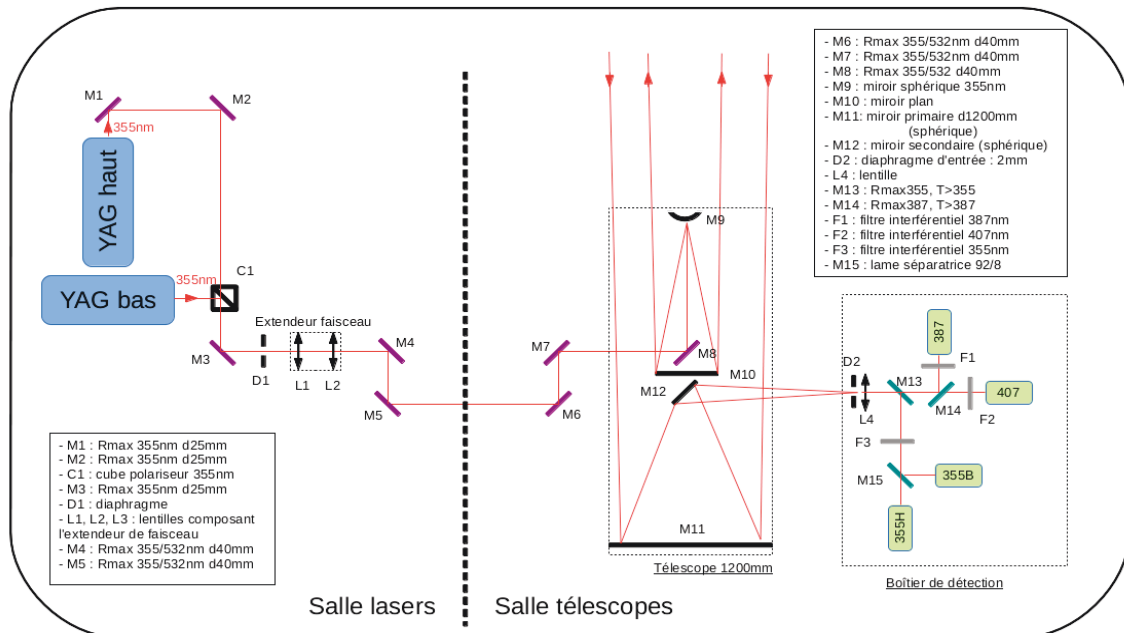 M1
M2
355nm
YAG haut
C1
355nm
YAG bas
Extendeur faisceau
M3
D1
L1
L2
M4
M5
M7
M6
M8
M9
M10
M12
M11
Télescope 1200mm
- M6 : Rmax 355/532nm d40mm
- M7 : Rmax 355/532nm d40mm
- M8 : Rmax 355/532 d40mm
- M9 : miroir sphérique 355nm
- M10 : miroir plan
- M11: miroir primaire d1200mm
(sphérique)
- M12 : miroir secondaire (sphérique)
- D2 : diaphragme d'entrée : 2mm
- L4 : lentille
- M13 : Rmax355, T>355
- M14 : Rmax387, T>387
- F1 : filtre interférentiel 387nm
- F2 : filtre interférentiel 407nm
- F3 : filtre interférentiel 355nm
- M15 : lame séparatrice 92/8
387
F1
D2
M13
407
L4
M14
F2
F3
M15
355B
355H
Boîtier de détection
- M1 : Rmax 355nm d25mm
- M2 : Rmax 355nm d25mm
- C1 : cube polariseur 355nm
- M3 : Rmax 355nm d25mm
- D1 : diaphragme
- L1, L2, L3 : lentilles composant
l'extendeur de faisceau
- M4 : Rmax 355/532nm d40mm
- M5 : Rmax 355/532nm d40mm
Salle lasers
Salle télescopes